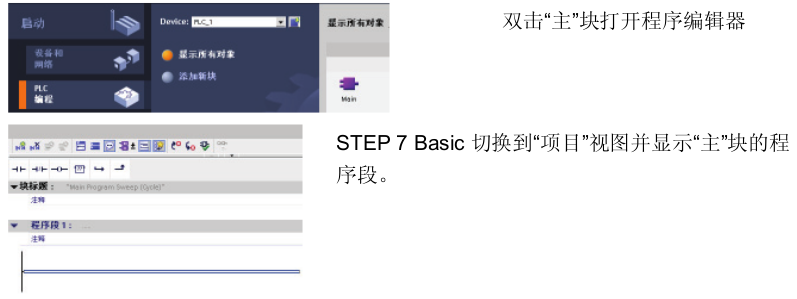 启动
Device: PLC_1
显示所有对象
双击“主”块打开程序编辑器
设备和
网络
显示所有对象
添加新块
PLC
编程
Main
STEP 7 Basic 切换到“项目”视图并显示“主”块的程
序段。
块标题： "Main Program Sweep (Cycle)"
注释
程序段 1： ...
注释